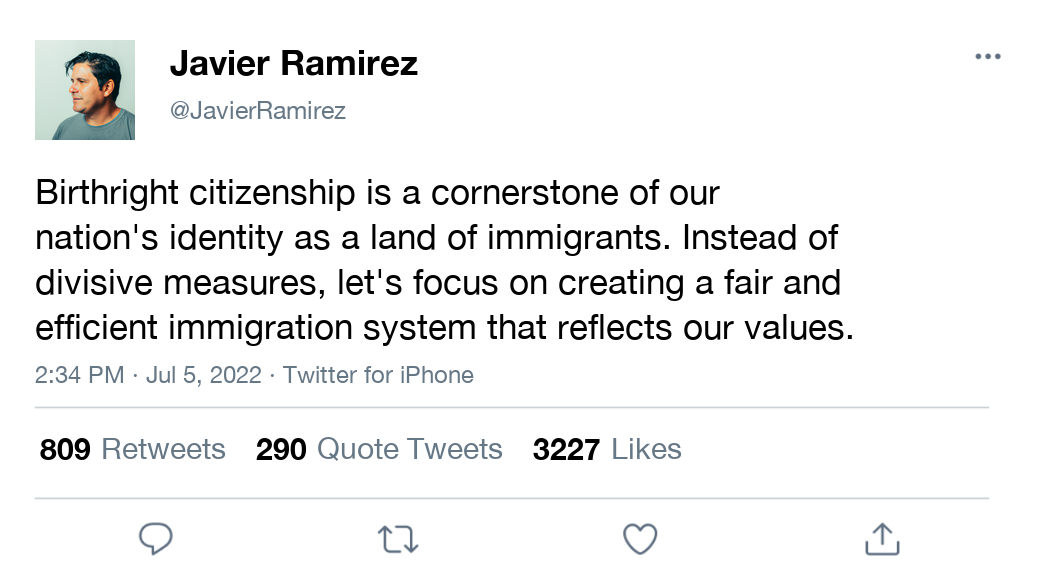 Javier Ramirez
@JavierRamirez
Birthright citizenship is a cornerstone of our
nation's identity as a land of immigrants. Instead of
divisive measures, let's focus on creating a fair and
efficient immigration system that reflects our values.
2:34 PM · Jul 5, 2022 · Twitter for iPhone
809 Retweets 290 Quote Tweets 3227 Likes